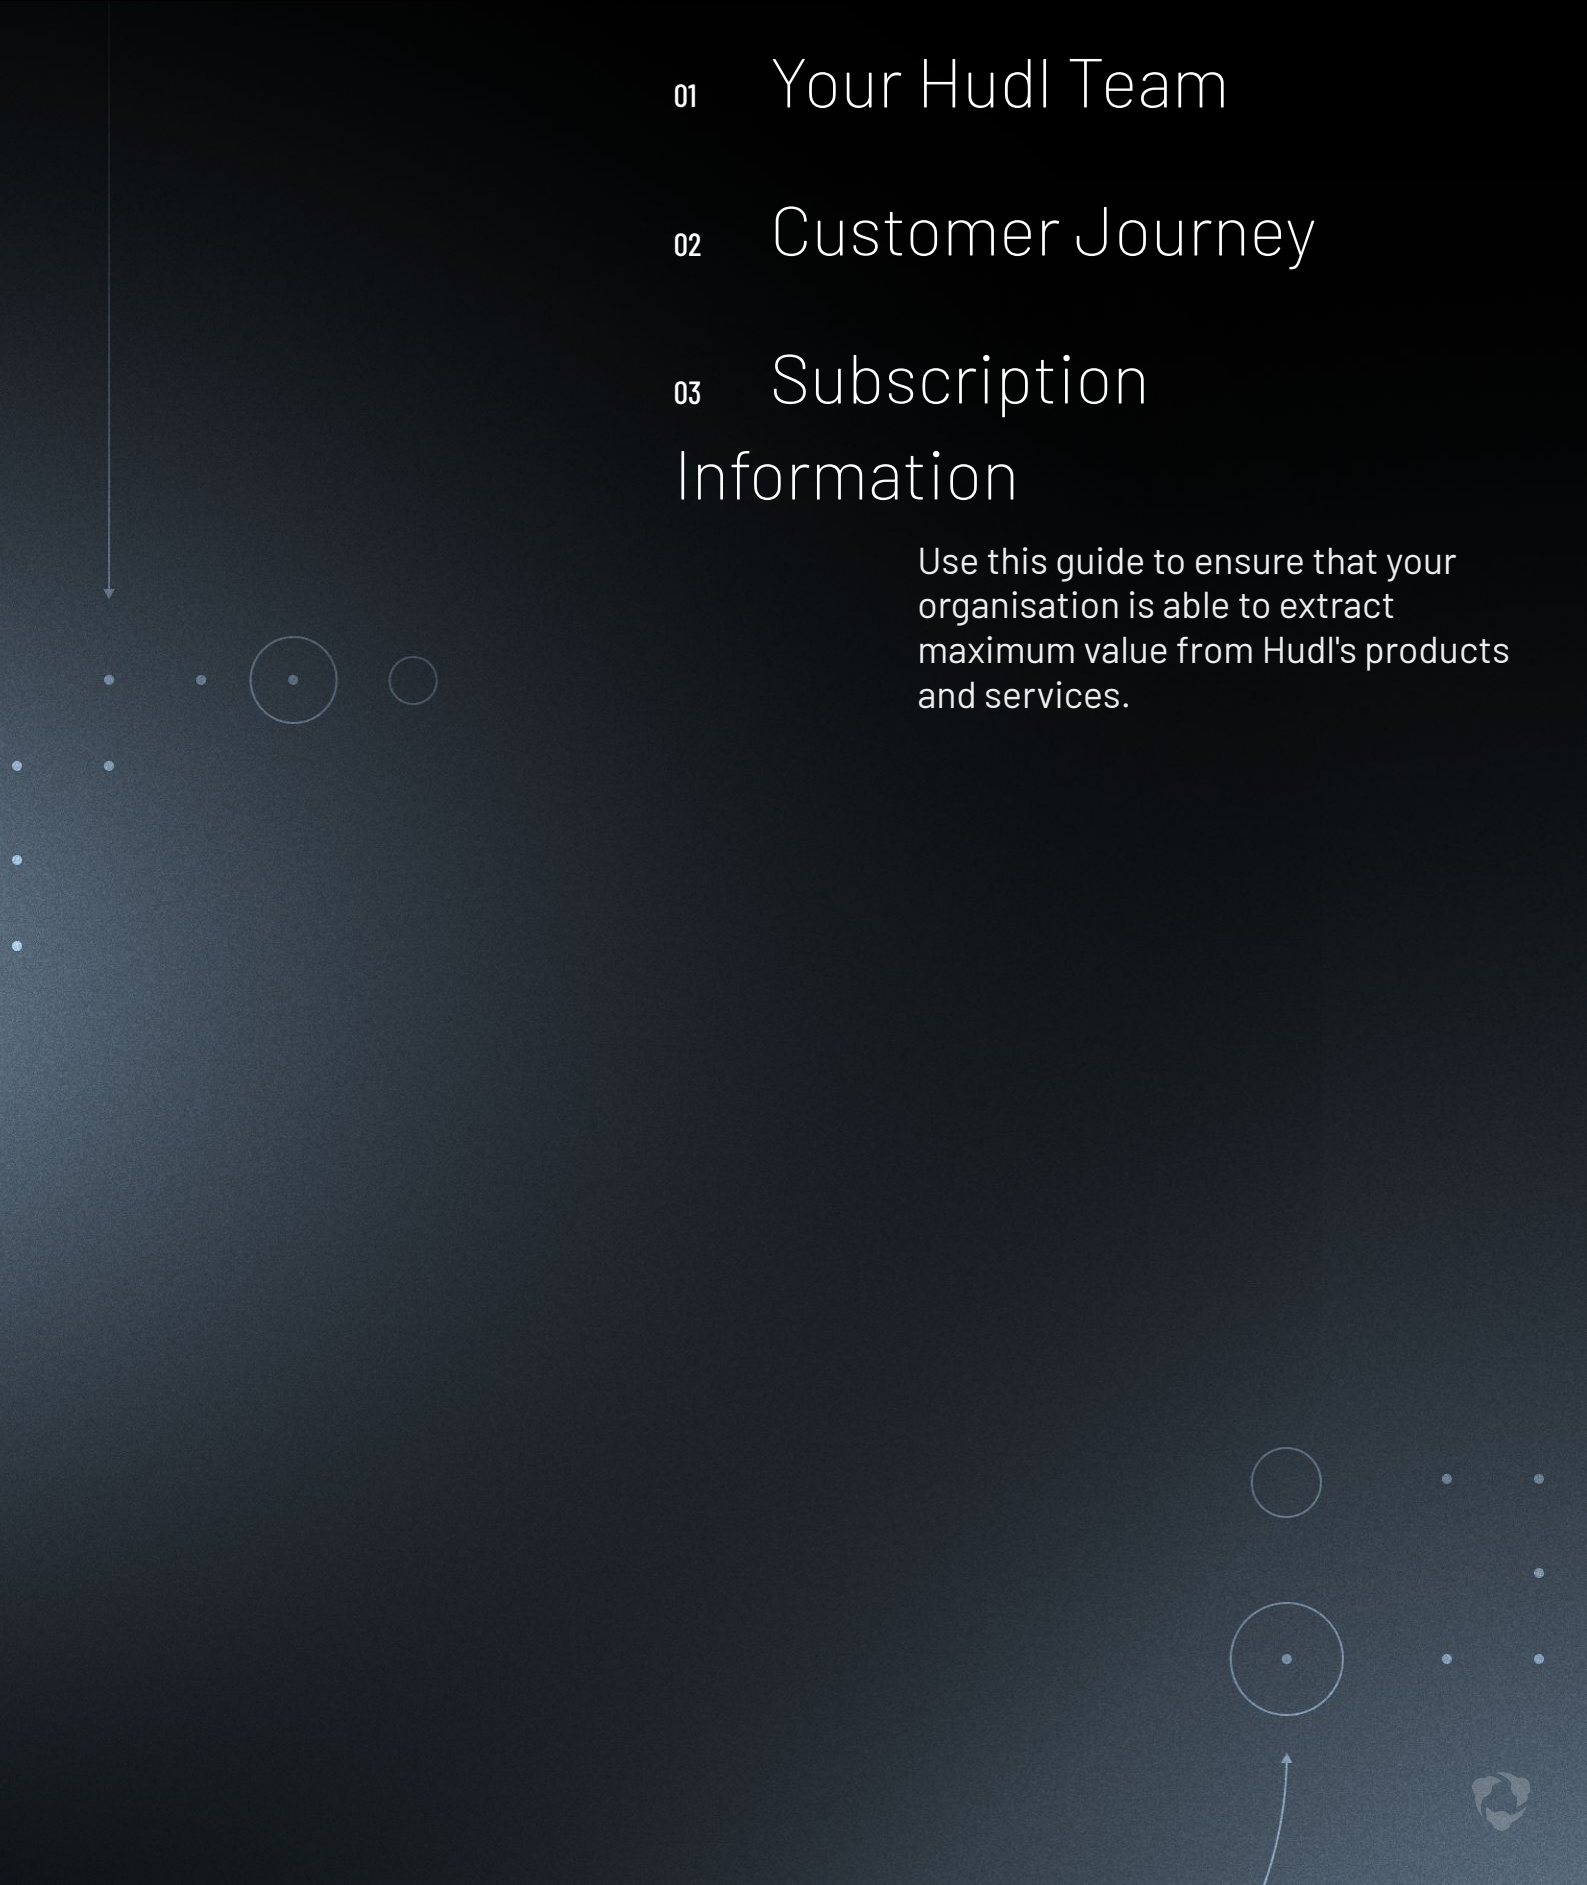 01 Your Hudl Team
02 Customer Journey
03 Subscription
Information
Use this guide to ensure that your
organisation is able to extract
maximum value from Hudl's products
and services.